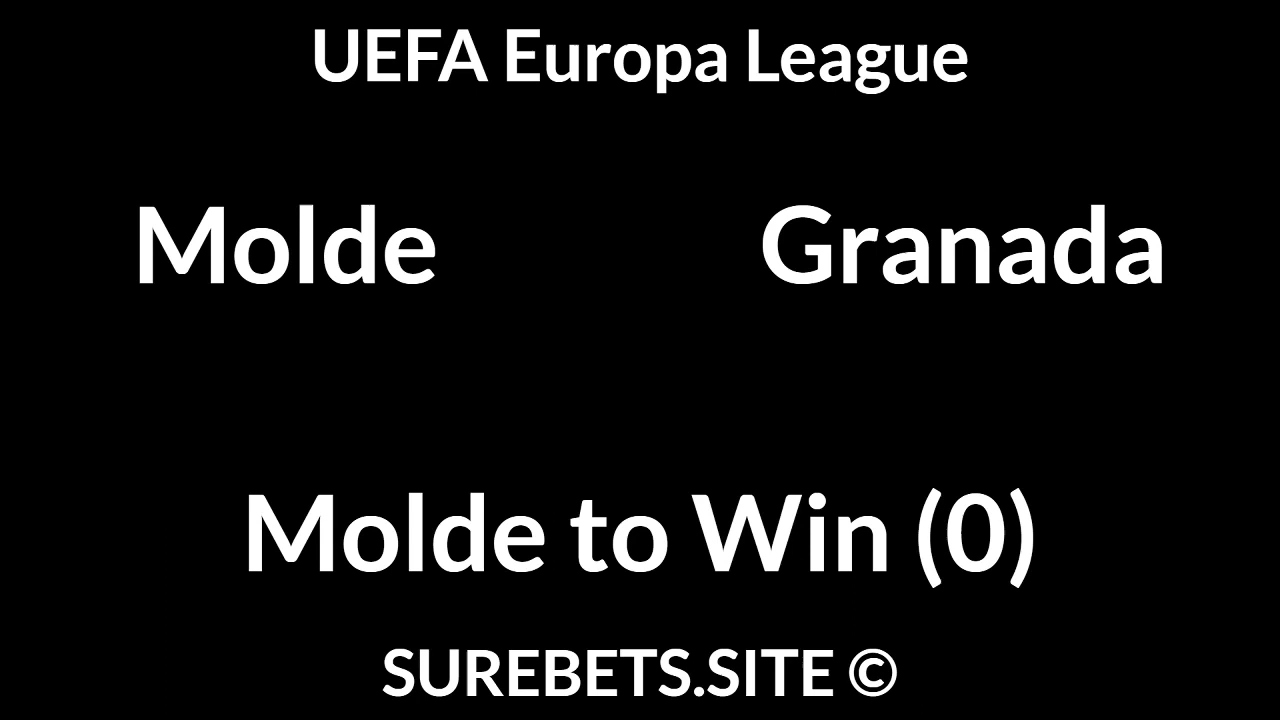 UEFA Europa League
Molde Granada
Molde to Win (0)
SUREBETS.SITE ©